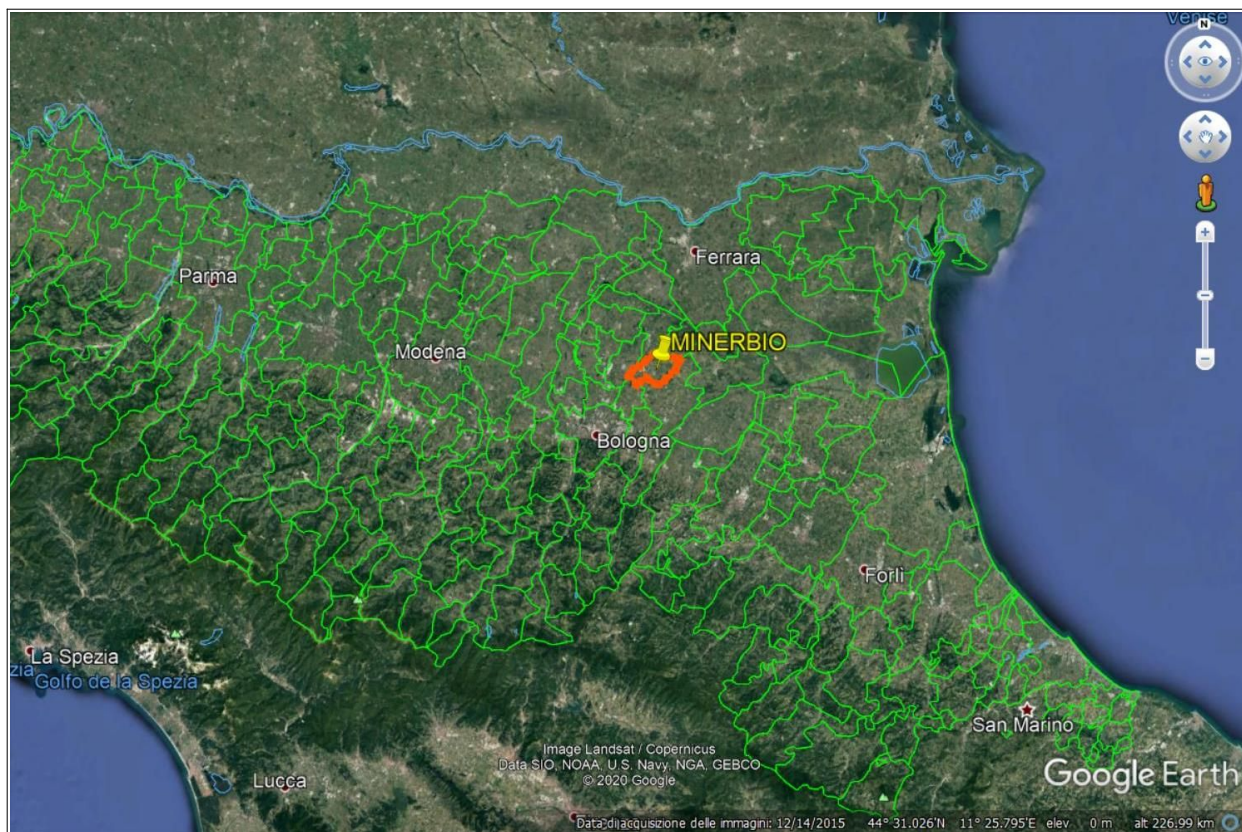 Venise
N
Ferrara
Parma
MINERBIO
Modena
Bologna
Forlì
La Spezia
zia
Golfo de la Spezia
San Marino
Image Landsat / Copernicus
Data SIO, NOAA, U.S. Navy, NGA, GEBCO
© 2020 Google
Lucca
Google Earth
Data di acquisizione delle immagini: 12/14/2015 44° 31.026'N 11° 25.795'E elev 0 m alt 226.99 km